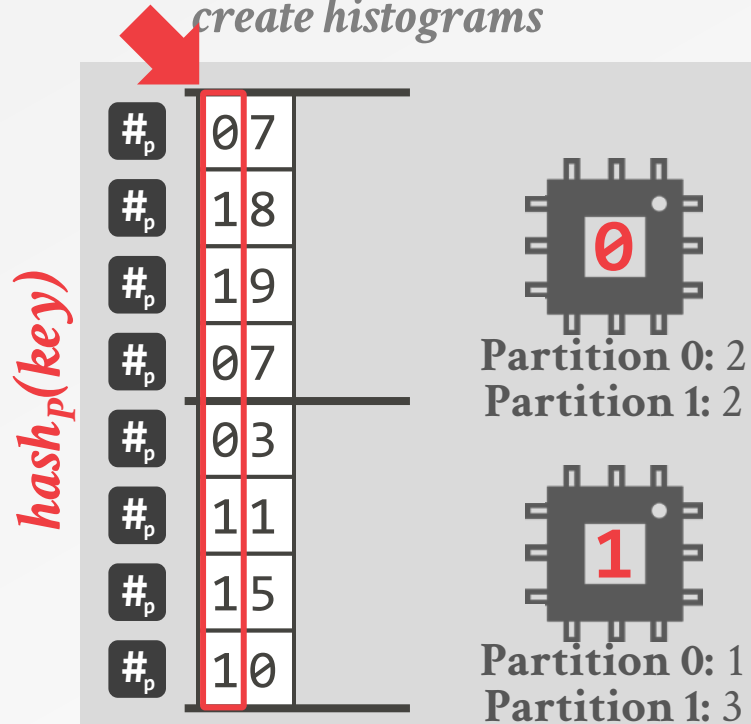 create histograms
hash_p(key)
#p 07
#p 18
#p 19
#p 07
0
Partition 0: 2
Partition 1: 2
#p 03
#p 11
#p 15
#p 10
1
Partition 0: 1
Partition 1: 3